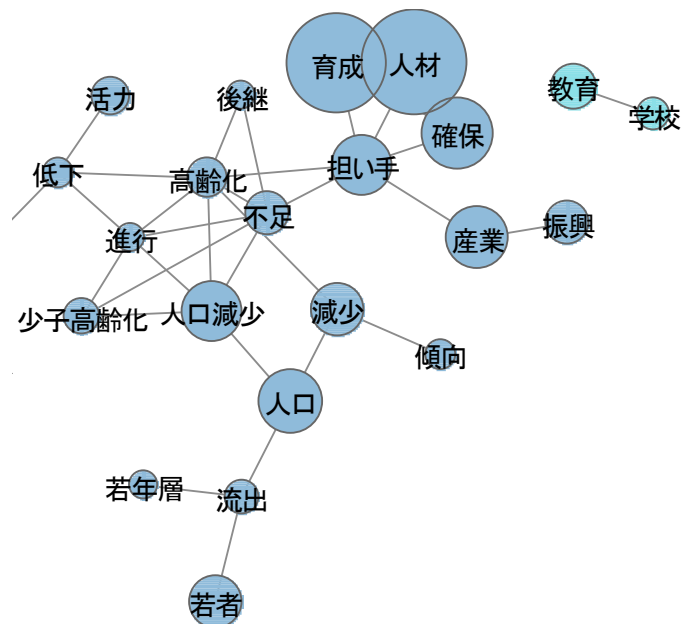 育成
人材
教育
学校
活力
後継
確保
低下
高齢化
担い手
不足
進行
産業
振興
少子高齢化
人口減少
減少
傾向
人口
若年層
流出
若者